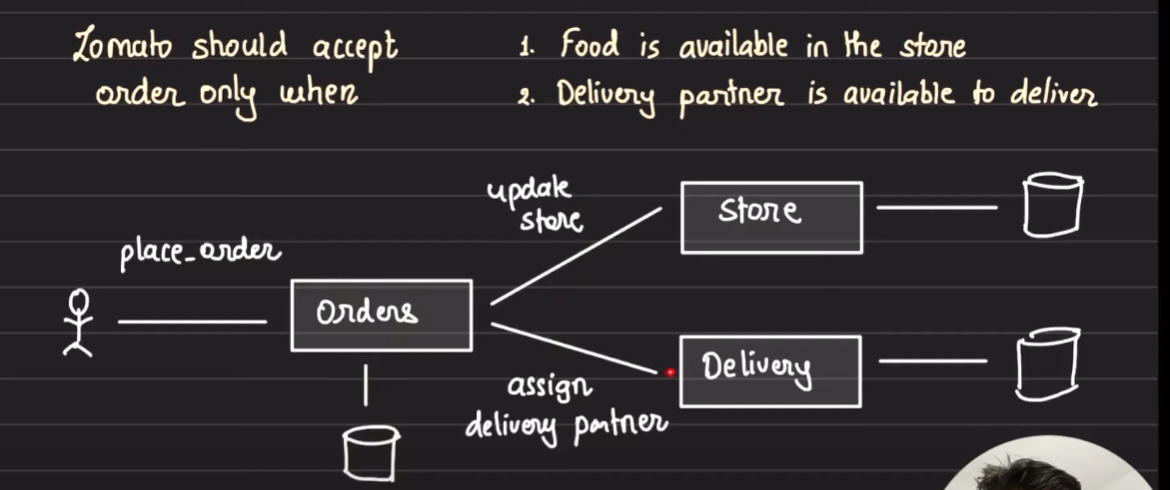 Zomato should accept
order only when
1. Food is available in the store
2. Delivery partner is available to deliver
update
store
Store
place_order
Orders
Delivery
assign
delivery partner